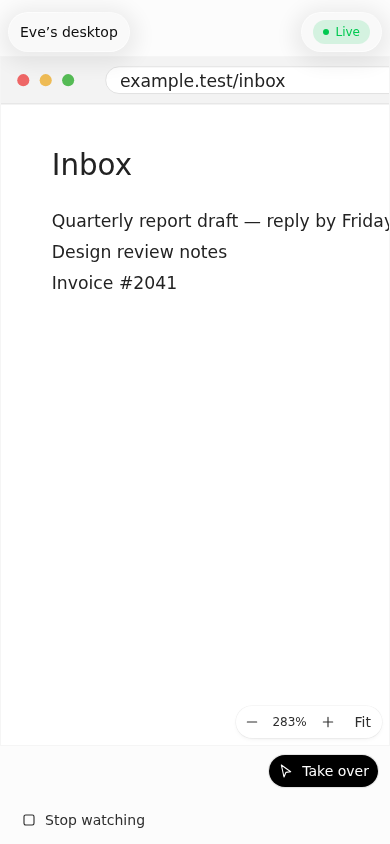 Eve’s desktop
Live
example.test/inbox
Inbox
Quarterly report draft — reply by Friday
Design review notes
Invoice #2041
283%
Fit
Take over
Stop watching